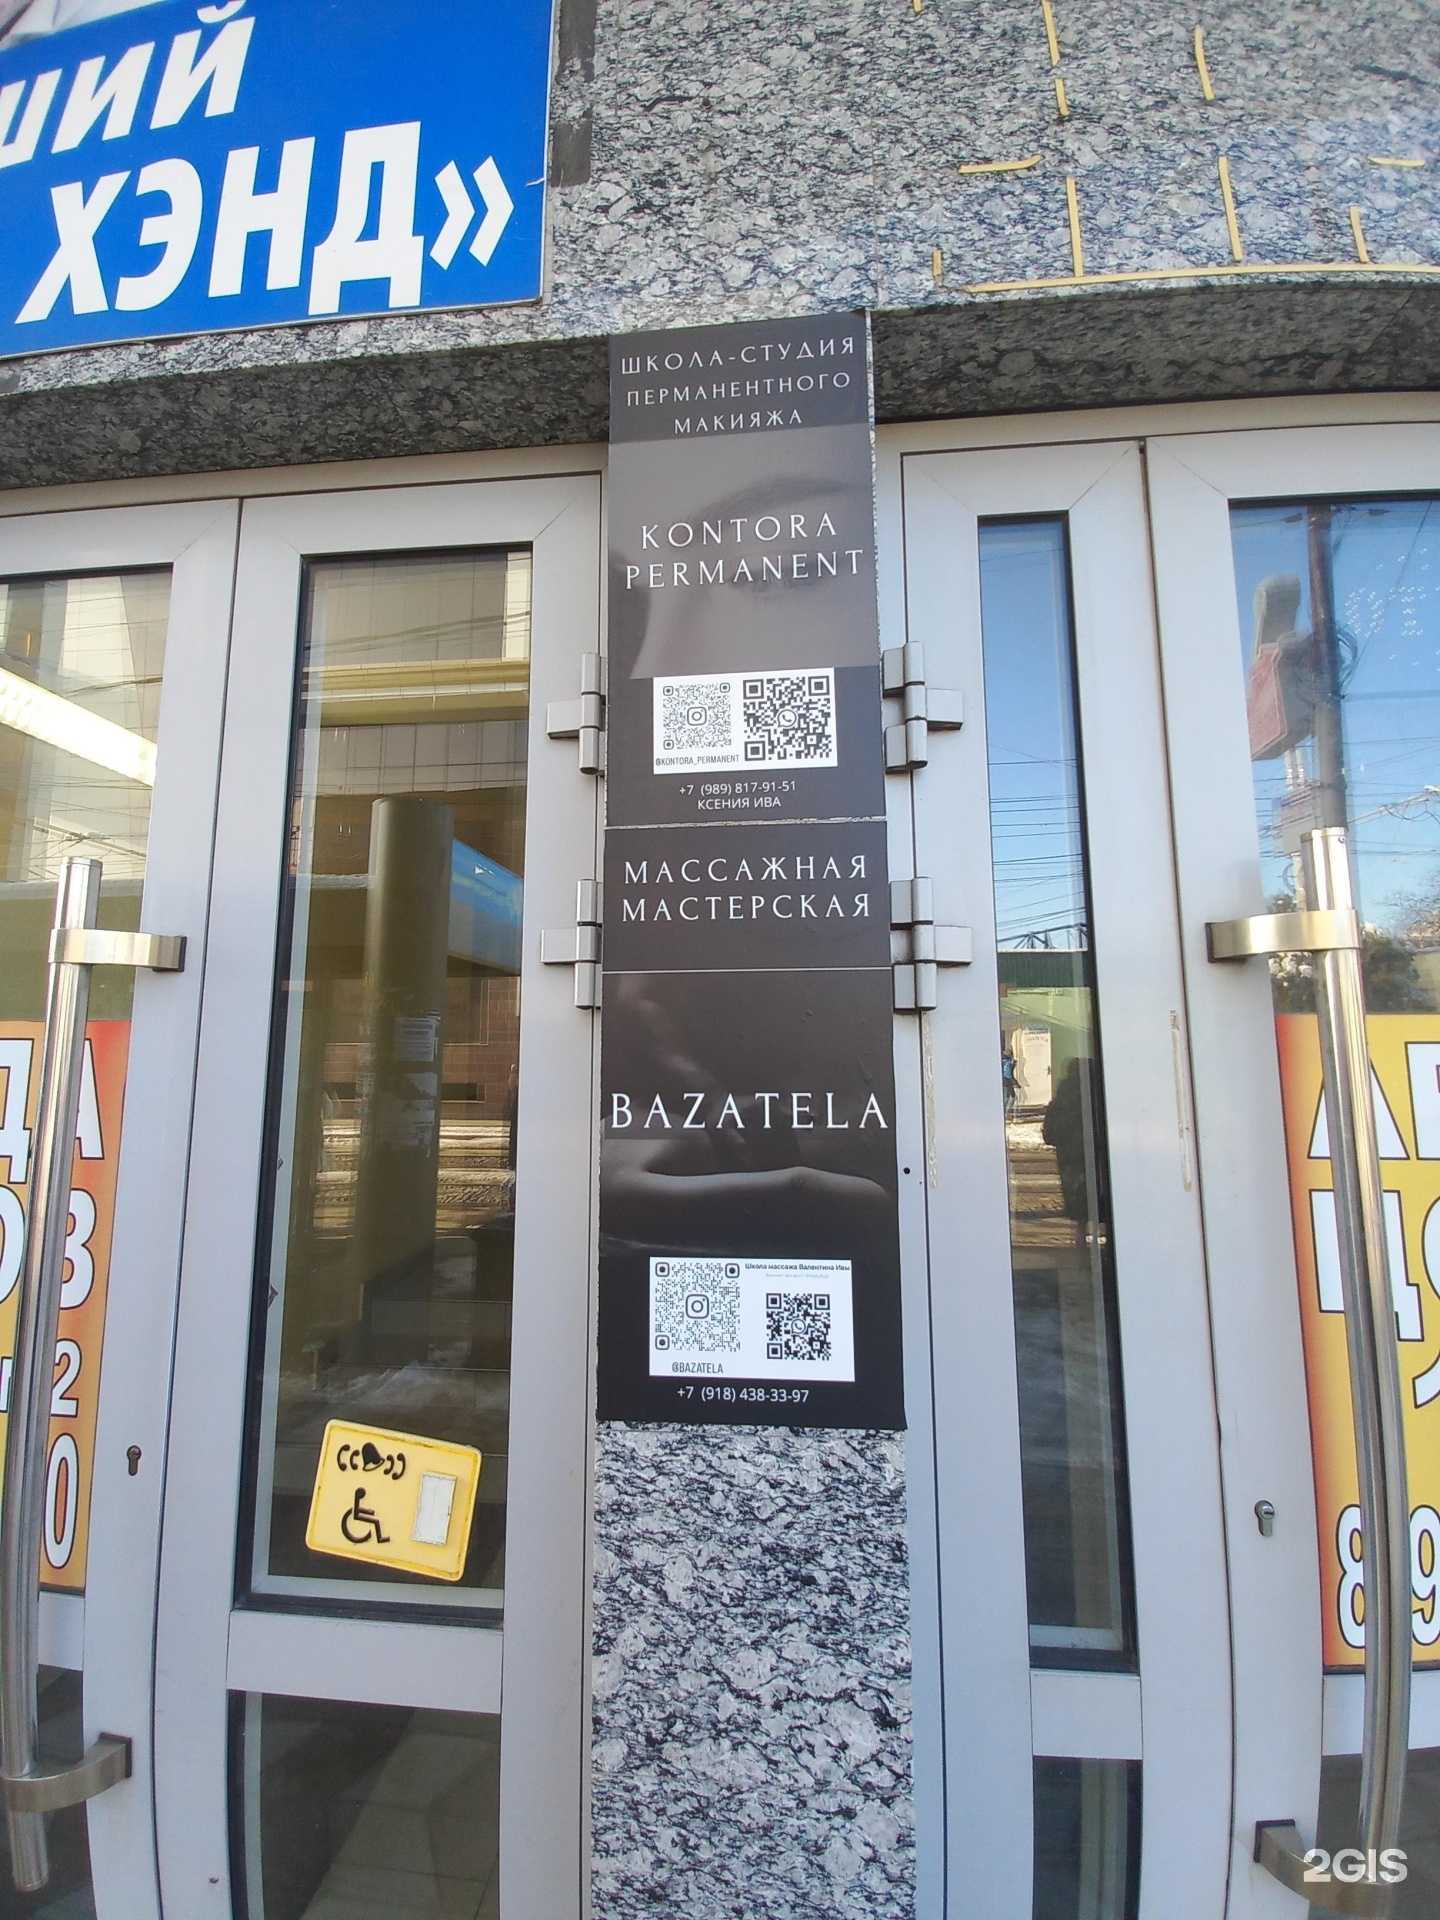 ХЭНД»
ШКОЛА-СТУДИЯ
ПЕРМАНЕНТНОГО
МАКИЯЖА
KONTORA
PERMANENT
@KONTORA_PERMANENT
+7 (989) 817-91-51
КСЕНИЯ ИВА
МАССАЖНАЯ
МАСТЕРСКАЯ
BAZATELA
Школа массажа Валентина Ивы
@BAZATELA
+7 (918) 438-33-97
2GIS